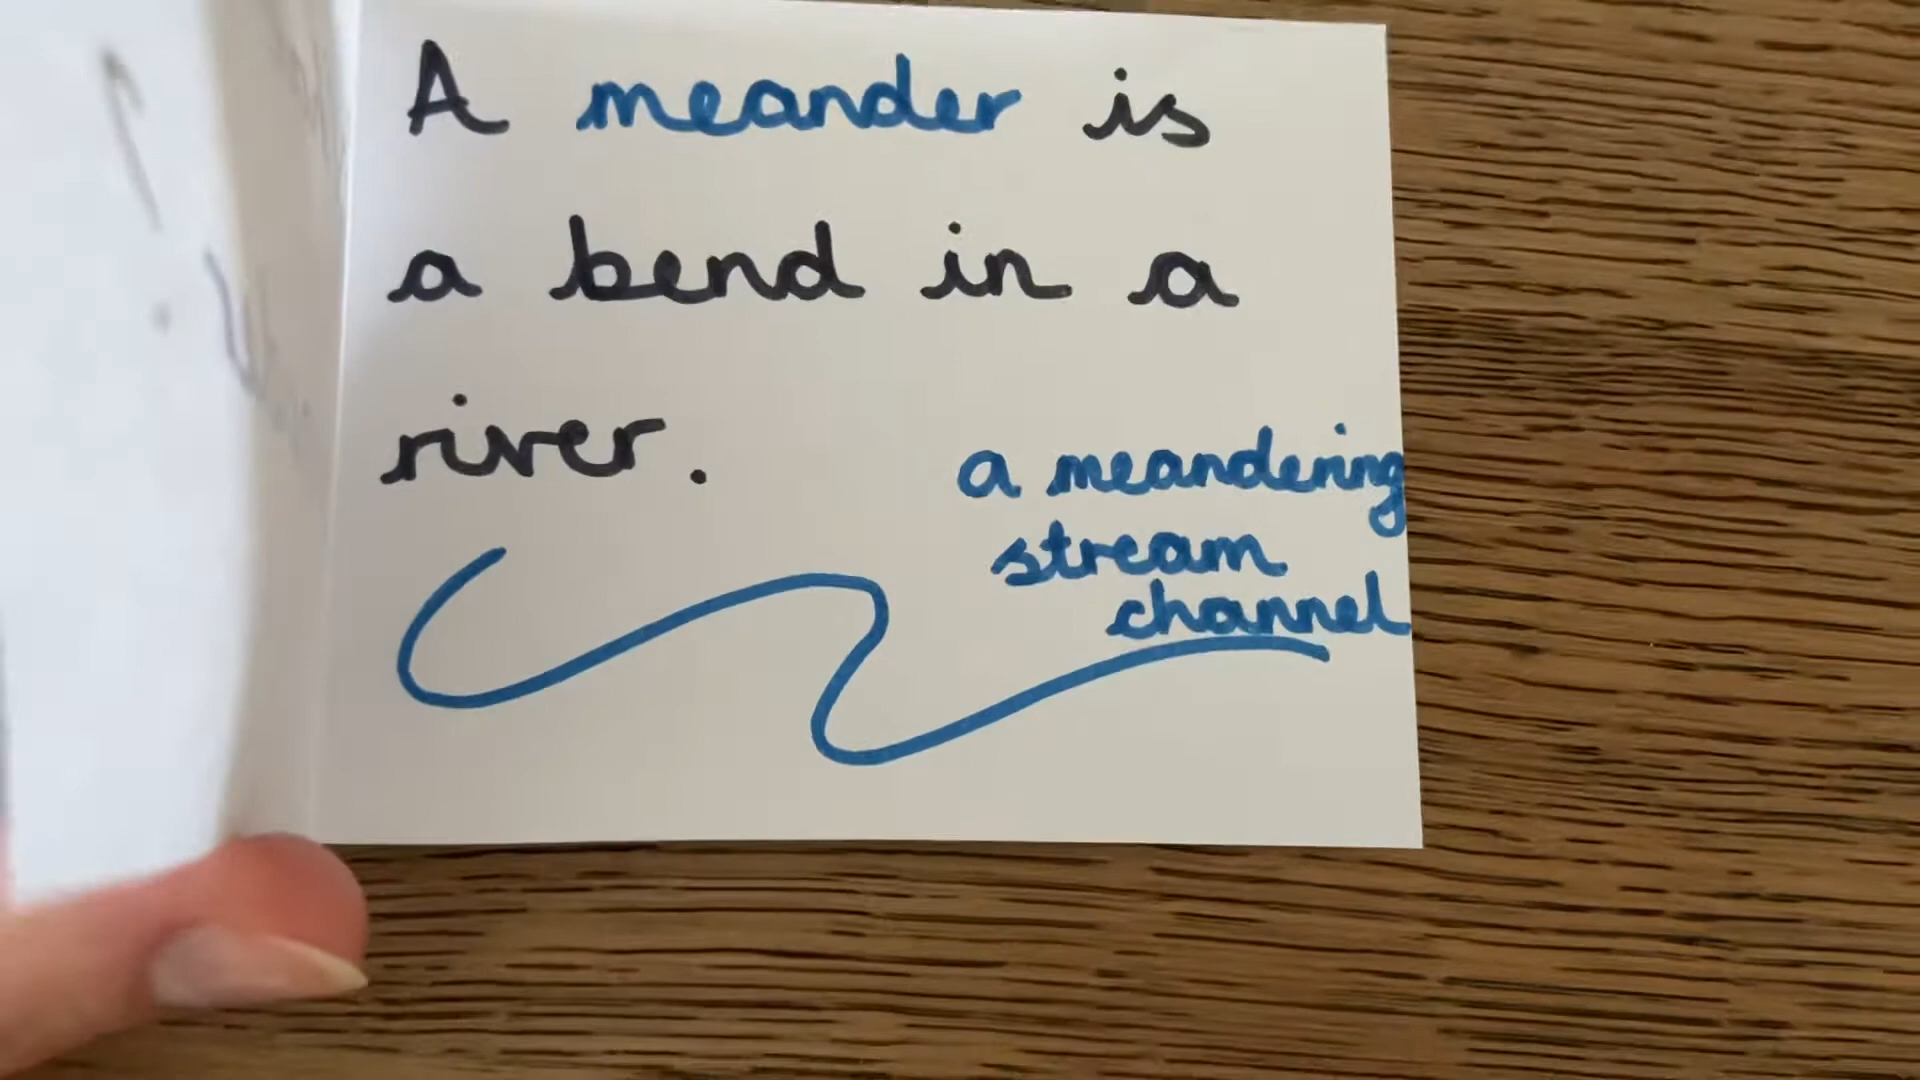 A meander is
a bend in a
river.
a meandering
stream
channel